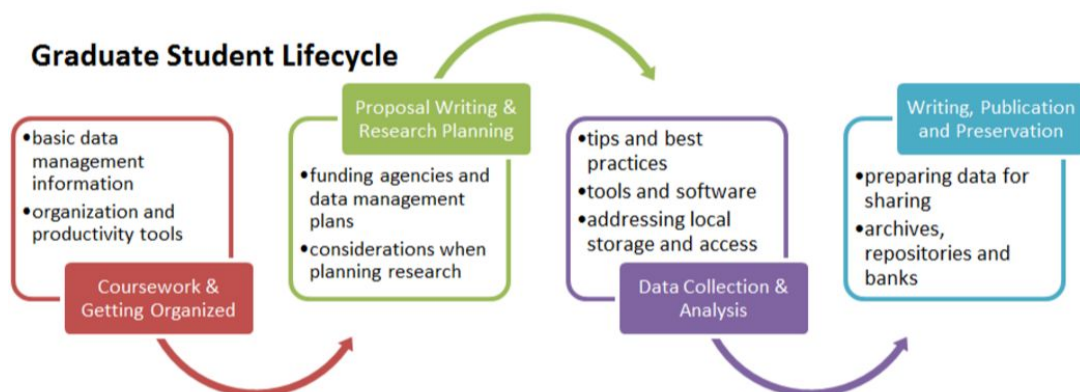 Graduate Student Lifecycle
•basic data
management
information
•organization and
productivity tools
Coursework &
Getting Organized
Proposal Writing &
Research Planning
•funding agencies and
data management
plans
•considerations when
planning research
•tips and best
practices
•tools and software
•addressing local
storage and access
Data Collection &
Analysis
Writing, Publication
and Preservation
•preparing data for
sharing
•archives,
repositories and
banks